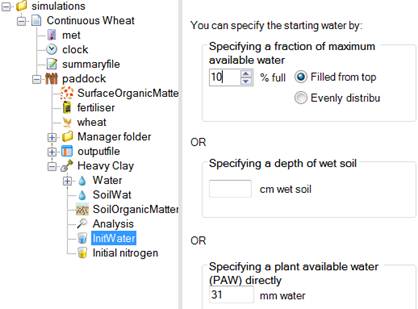 simulations
Continuous Wheat
met
clock
summaryfile
paddock
SurfaceOrganicMatte
fertiliser
wheat
Manager folder
outputfile
Heavy Clay
Water
SoilWat
SoilOrganicMatter
Analysis
InitWater
Initial nitrogen
You can specify the starting water by:
Specifying a fraction of maximum
available water
10 % full Filled from top
Evenly distribu
OR
Specifying a depth of wet soil
cm wet soil
OR
Specifying a plant available water
(PAW) directly
31 mm water